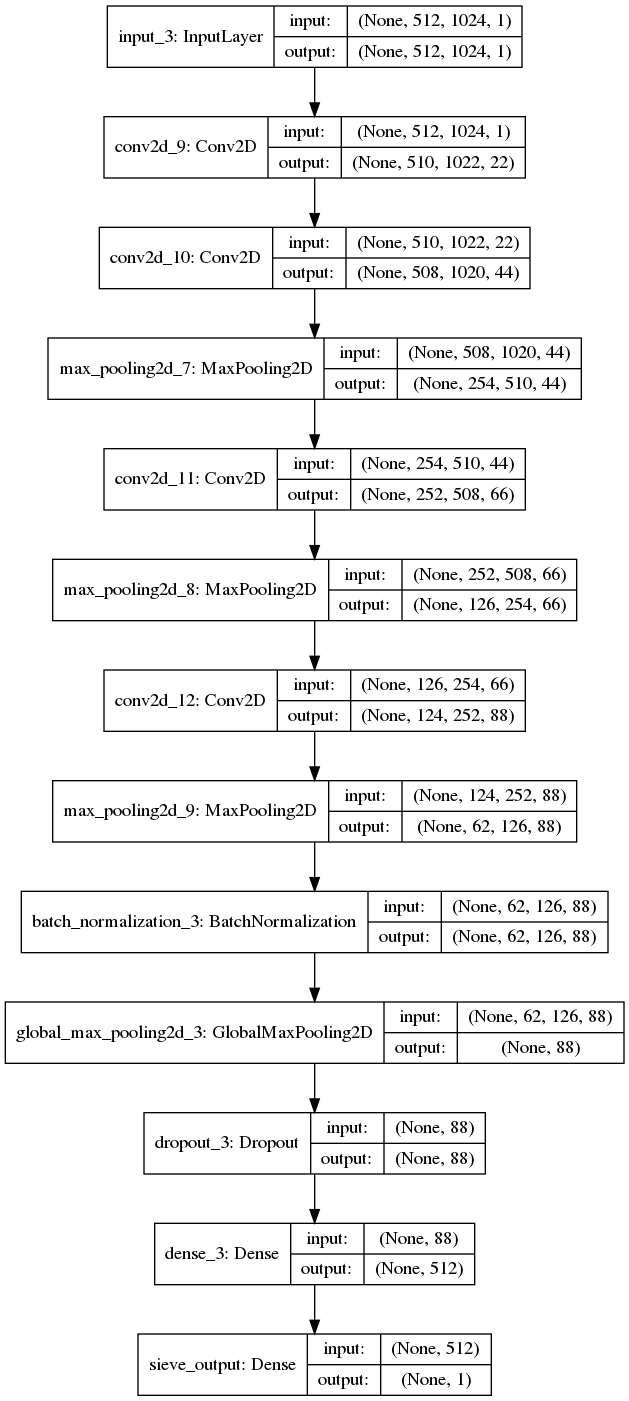 input_3: InputLayer
input: (None, 512, 1024, 1)
output: (None, 512, 1024, 1)
conv2d_9: Conv2D
input: (None, 512, 1024, 1)
output: (None, 510, 1022, 22)
conv2d_10: Conv2D
input: (None, 510, 1022, 22)
output: (None, 508, 1020, 44)
max_pooling2d_7: MaxPooling2D
input: (None, 508, 1020, 44)
output: (None, 254, 510, 44)
conv2d_11: Conv2D
input: (None, 254, 510, 44)
output: (None, 252, 508, 66)
max_pooling2d_8: MaxPooling2D
input: (None, 252, 508, 66)
output: (None, 126, 254, 66)
conv2d_12: Conv2D
input: (None, 126, 254, 66)
output: (None, 124, 252, 88)
max_pooling2d_9: MaxPooling2D
input: (None, 124, 252, 88)
output: (None, 62, 126, 88)
batch_normalization_3: BatchNormalization
input: (None, 62, 126, 88)
output: (None, 62, 126, 88)
global_max_pooling2d_3: GlobalMaxPooling2D
input: (None, 62, 126, 88)
output: (None, 88)
dropout_3: Dropout
input: (None, 88)
output: (None, 88)
dense_3: Dense
input: (None, 88)
output: (None, 512)
sieve_output: Dense
input: (None, 512)
output: (None, 1)